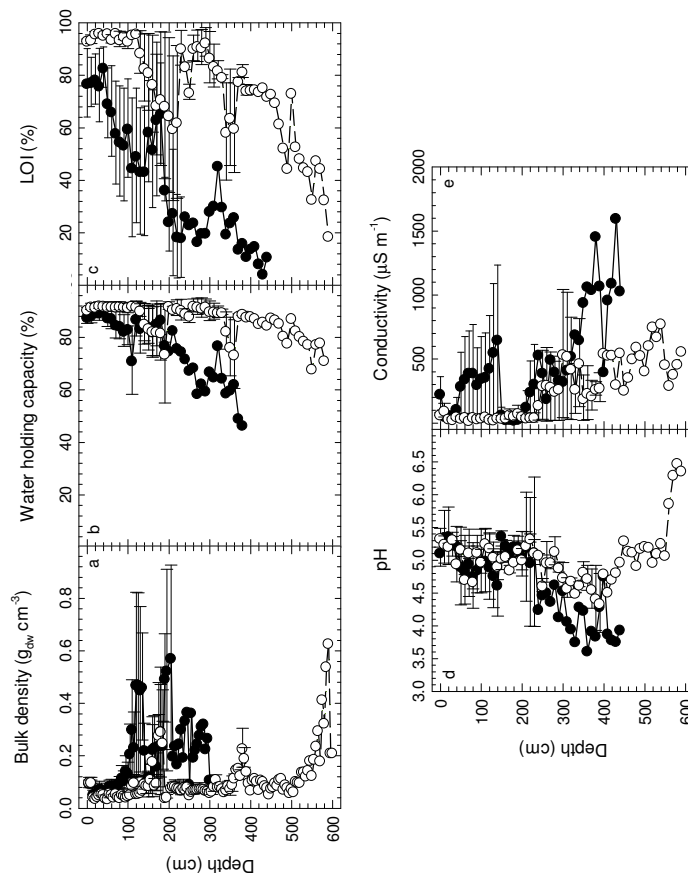 Bulk density (g_dw cm⁻³) Water holding capacity (%) LOI (%)
0.0 0.2 0.4 0.6 0.8 20 40 60 80 20 40 60 80 100
a b c
0
100
200
300
400
500
600
Depth (cm)
pH Conductivity (µS m⁻¹)
3.0 3.5 4.0 4.5 5.0 5.5 6.0 6.5 500 1000 1500 2000
d e
0
100
200
300
400
500
600
Depth (cm)